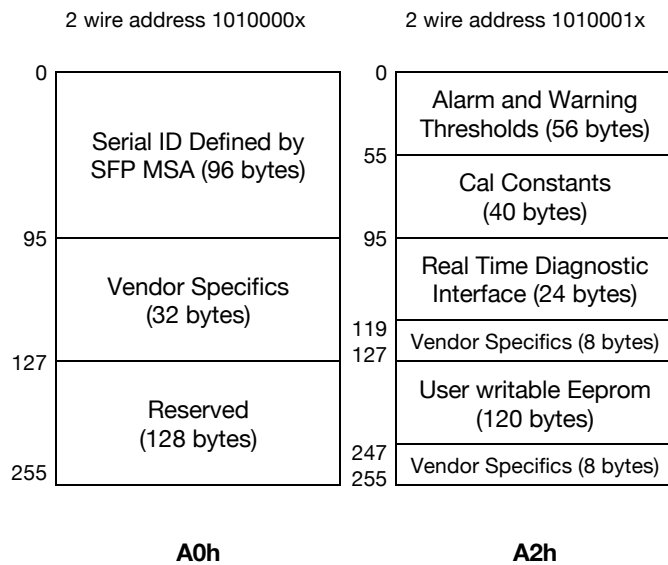 2 wire address 1010000x
0
Serial ID Defined by
SFP MSA (96 bytes)
95
Vendor Specifics
(32 bytes)
127
Reserved
(128 bytes)
255
A0h
2 wire address 1010001x
0
Alarm and Warning
Thresholds (56 bytes)
55
Cal Constants
(40 bytes)
95
Real Time Diagnostic
Interface (24 bytes)
119
Vendor Specifics (8 bytes)
127
User writable Eeprom
(120 bytes)
247
Vendor Specifics (8 bytes)
255
A2h